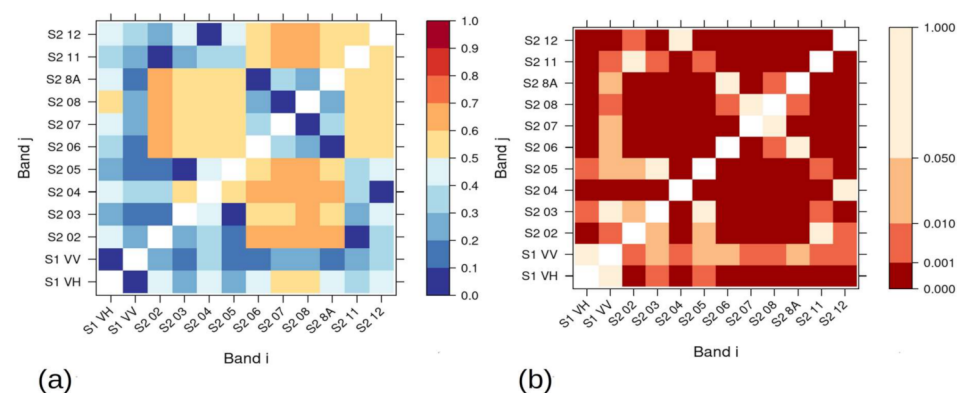 S2 12
S2 11
S2 8A
S2 08
S2 07
S2 06
S2 05
S2 04
S2 03
S2 02
S1 VV
S1 VH
Band j
S1 VH
S1 VV
S2 02
S2 03
S2 04
S2 05
S2 06
S2 07
S2 08
S2 8A
S2 11
S2 12
Band i
1.0
0.9
0.8
0.7
0.6
0.5
0.4
0.3
0.2
0.1
0.0
(a)
S2 12
S2 11
S2 8A
S2 08
S2 07
S2 06
S2 05
S2 04
S2 03
S2 02
S1 VV
S1 VH
Band j
S1 VH
S1 VV
S2 02
S2 03
S2 04
S2 05
S2 06
S2 07
S2 08
S2 8A
S2 11
S2 12
Band i
1.000
0.050
0.010
0.001
0.000
(b)